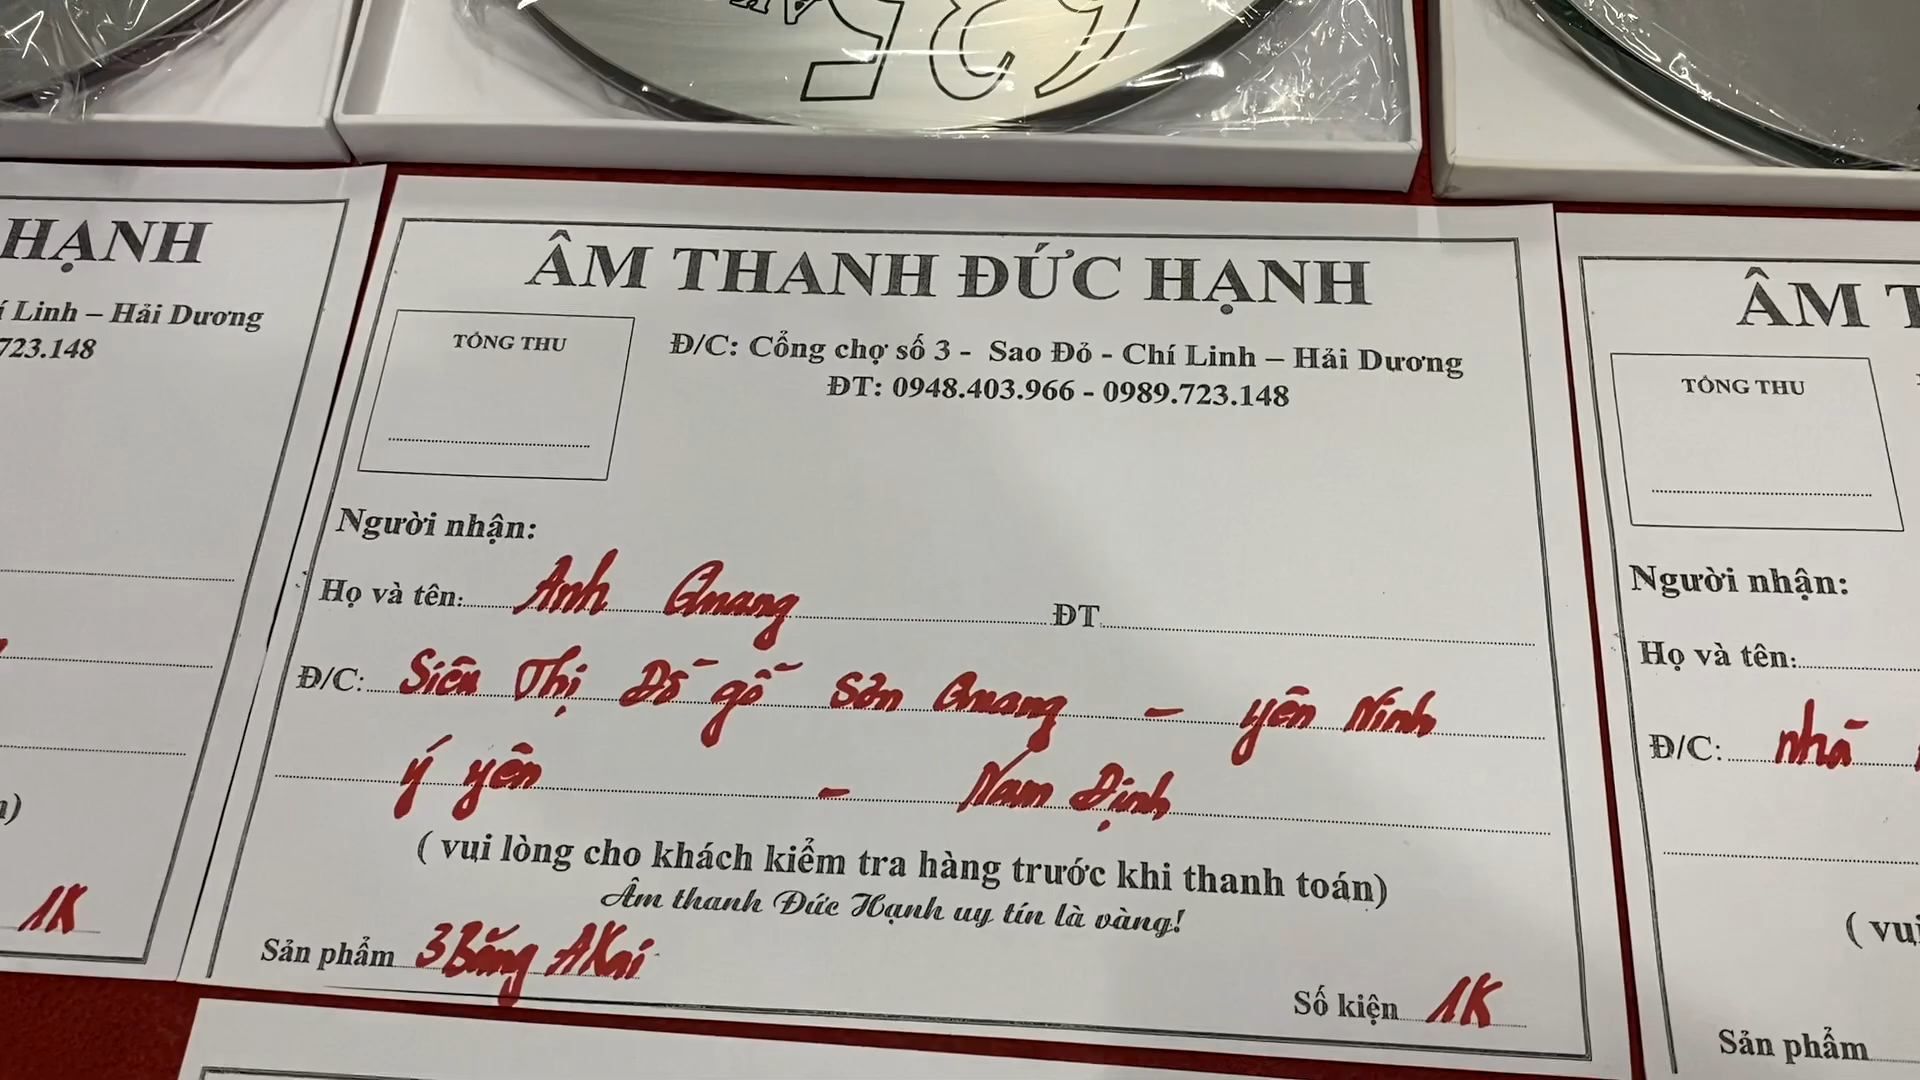 HẠNH
í Linh – Hải Dương
723.148
1K
ÂM THANH ĐỨC HẠNH
TỔNG THU
Đ/C: Cổng chợ số 3 - Sao Đỏ - Chí Linh – Hải Dương
ĐT: 0948.403.966 - 0989.723.148
Người nhận:
Họ và tên: Anh Quang ĐT
Đ/C: Siêu Thị Đồ gỗ Sơn Quang - yên Ninh
ý yên - Nam Định
( vui lòng cho khách kiểm tra hàng trước khi thanh toán)
Âm thanh Đức Hạnh uy tín là vàng!
Sản phẩm 3 Băng AKai
Số kiện 1K
ÂM T
TỔNG THU
Người nhận:
Họ và tên:
Đ/C: nhà
( vui
Sản phẩm